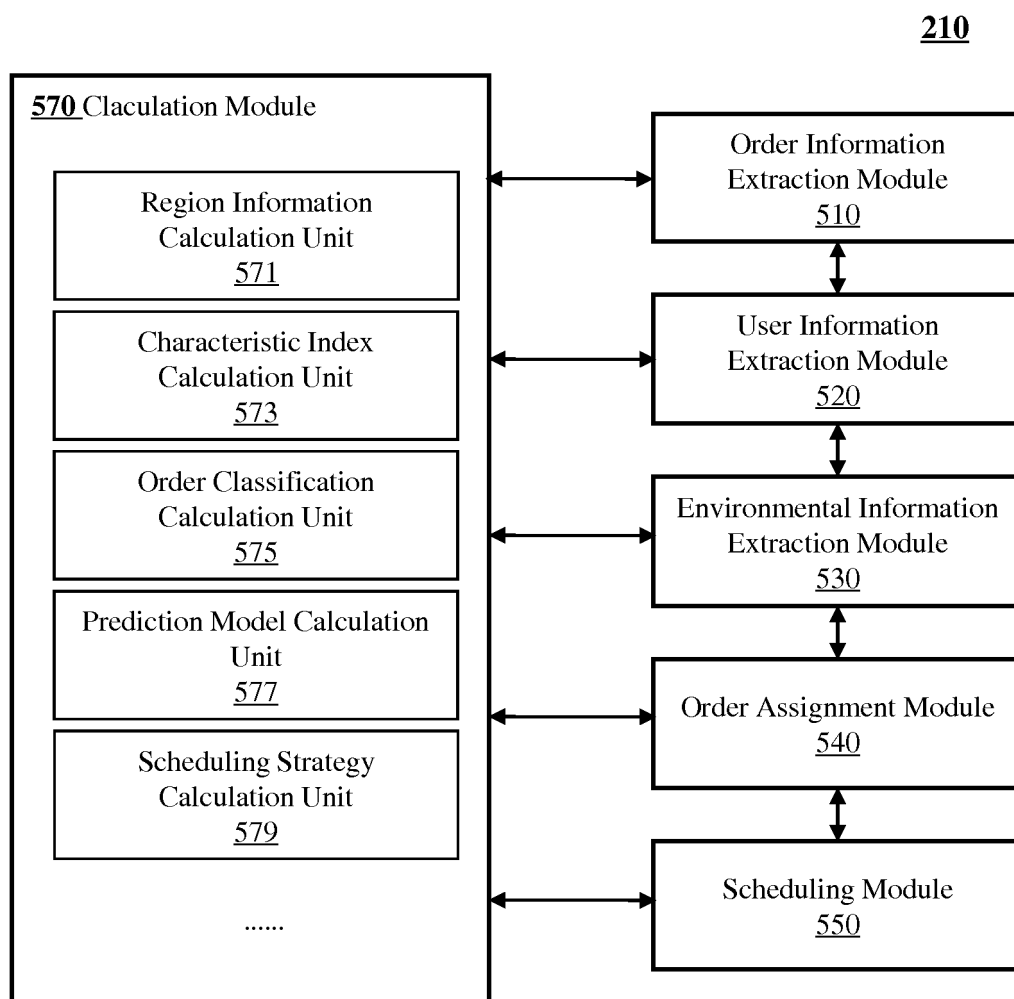 210
570 Claculation Module
Region Information
Calculation Unit
571
Characteristic Index
Calculation Unit
573
Order Classification
Calculation Unit
575
Prediction Model Calculation
Unit
577
Scheduling Strategy
Calculation Unit
579
......
Order Information
Extraction Module
510
User Information
Extraction Module
520
Environmental Information
Extraction Module
530
Order Assignment Module
540
Scheduling Module
550